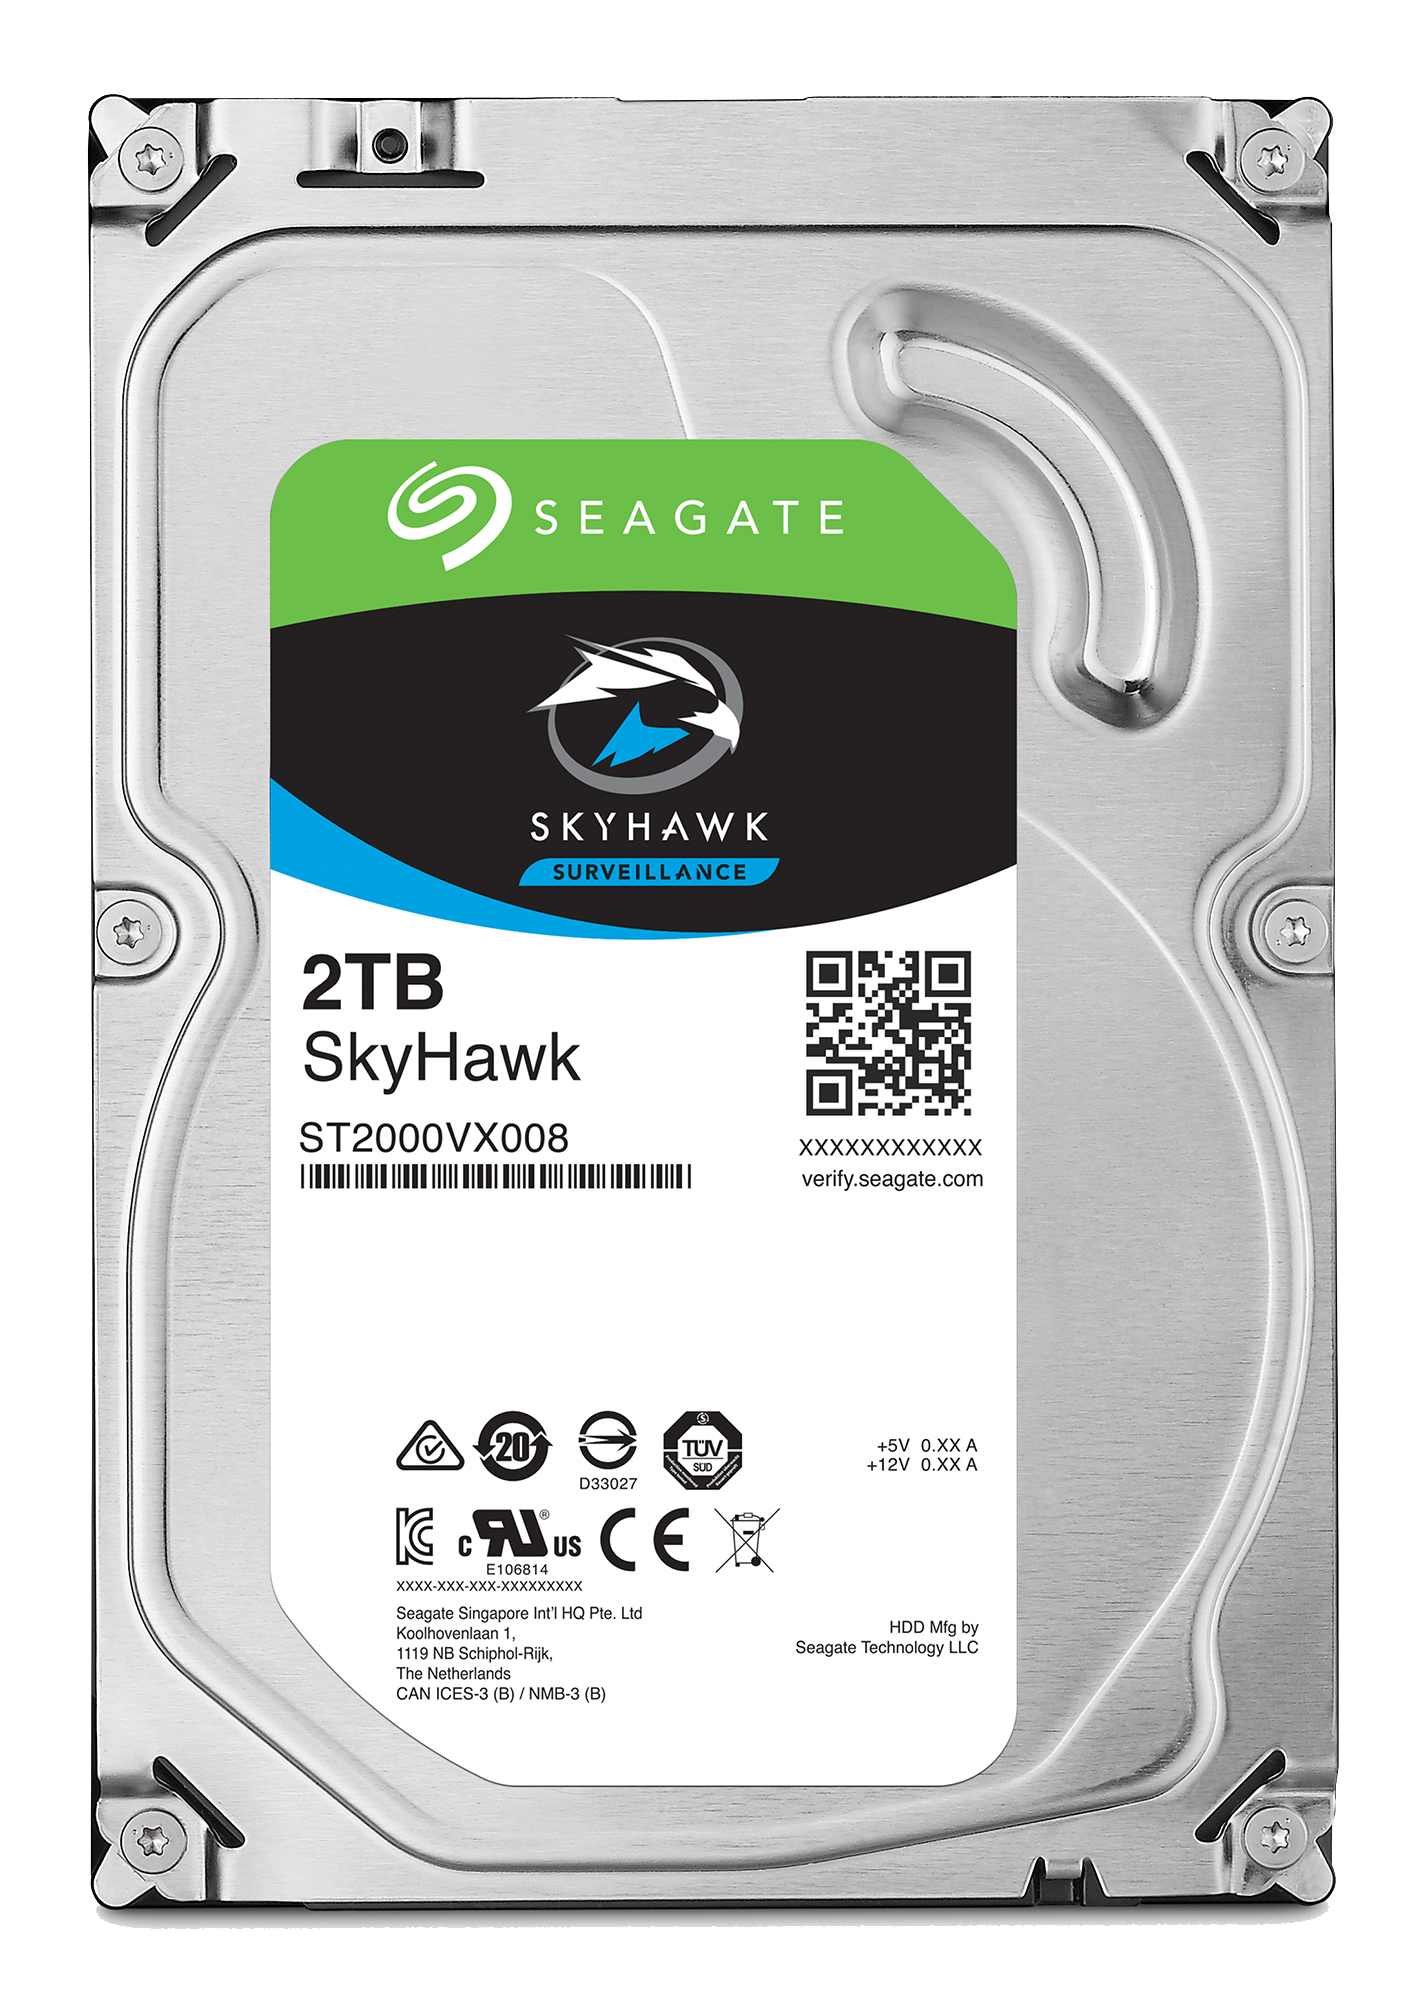 SEAGATE
SKYHAWK
SURVEILLANCE
2TB
SkyHawk
ST2000VX008
XXXXXXXXXXXX
verify.seagate.com
20
D33027
TÜV
SÜD
+5V 0.XX A
+12V 0.XX A
c RU ® US
E106814
CE
XXXX-XXX-XXX-XXXXXXXXX
Seagate Singapore Int'l HQ Pte. Ltd
Koolhovenlaan 1,
1119 NB Schiphol-Rijk,
The Netherlands
CAN ICES-3 (B) / NMB-3 (B)
HDD Mfg by
Seagate Technology LLC